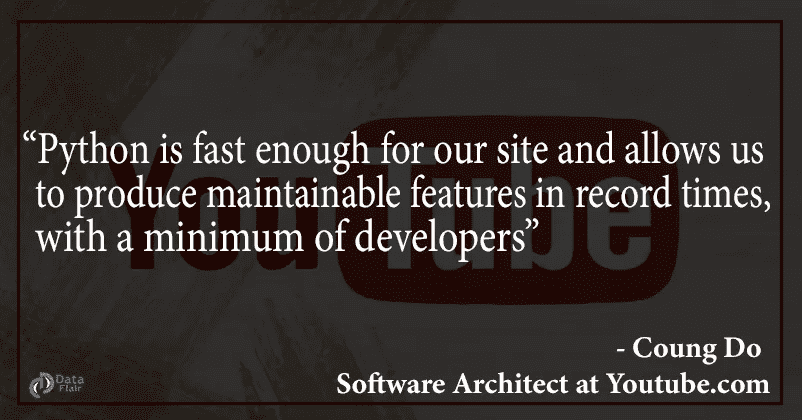 “Python is fast enough for our site and allows us
to produce maintainable features in record times,
with a minimum of developers”
YouTube
- Coung Do
Software Architect at Youtube.com
Data
Flair